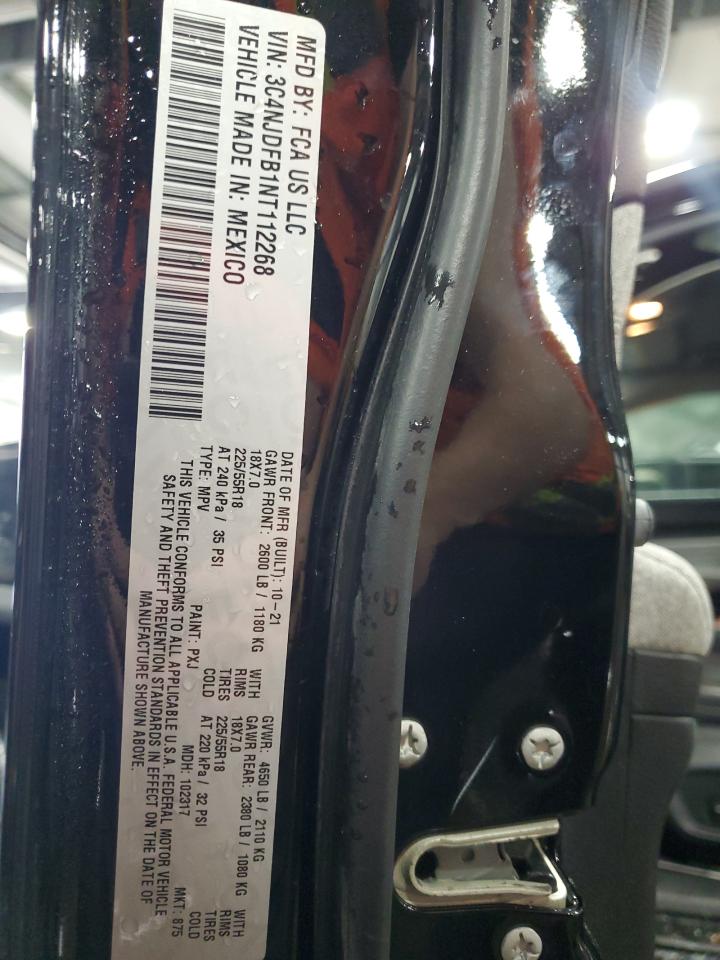 MFD BY: FCA US LLC
VIN: 3C4NJDFB1NT112268
VEHICLE MADE IN: MEXICO
DATE OF MFR (BUILT): 10-21
GVWR: 4650 LB / 2110 KG
GAWR FRONT: 2600 LB / 1180 KG WITH
GAWR REAR: 2380 LB / 1080 KG WITH
18X7.0 RIMS
18X7.0 RIMS
225/55R18 TIRES
225/55R18 TIRES
AT 240 kPa / 35 PSI COLD
AT 220 kPa / 32 PSI COLD
TYPE: MPV PAINT: PXJ MDH: 102317 MKT: 875
THIS VEHICLE CONFORMS TO ALL APPLICABLE U.S.A. FEDERAL MOTOR VEHICLE
SAFETY AND THEFT PREVENTION STANDARDS IN EFFECT ON THE DATE OF
MANUFACTURE SHOWN ABOVE.